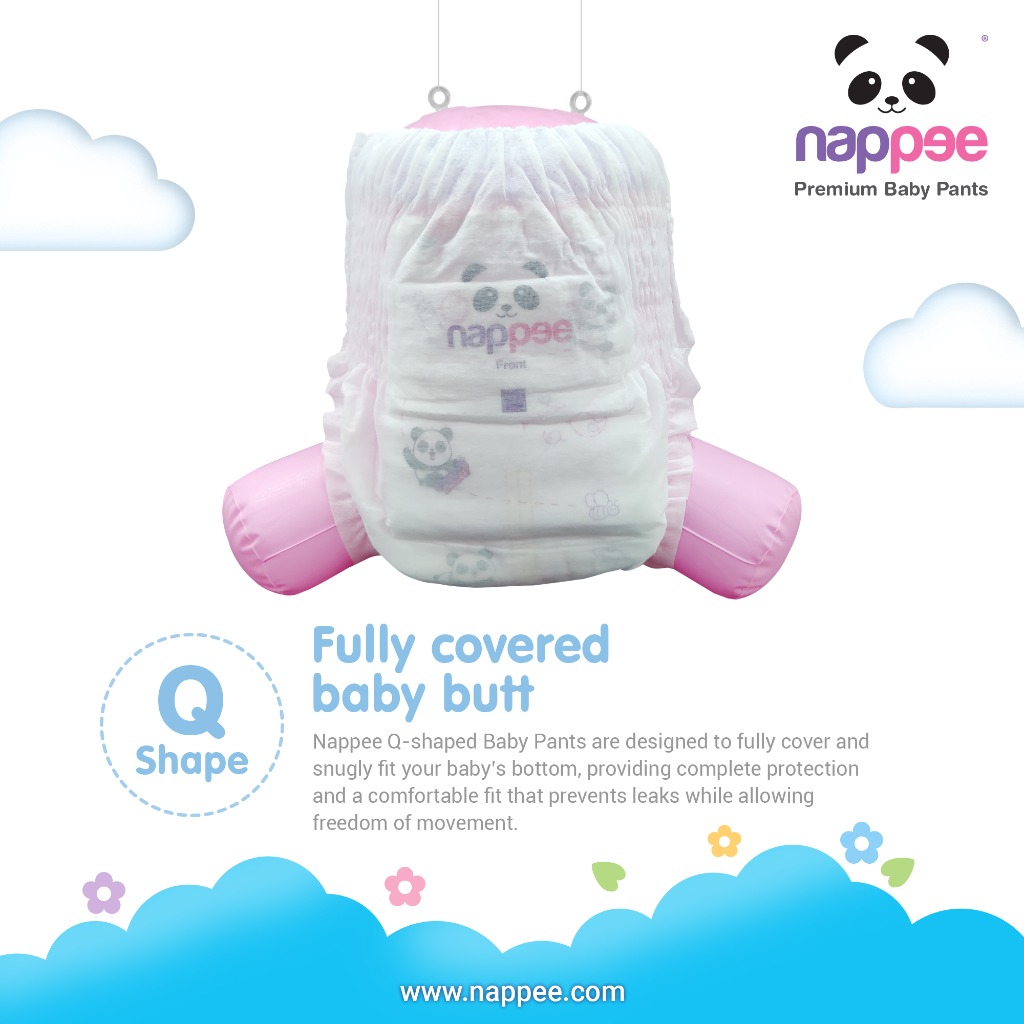 ®
nappee
Premium Baby Pants
nappee
Front
Q
Shape
Fully covered
baby butt
Nappee Q-shaped Baby Pants are designed to fully cover and
snugly fit your baby's bottom, providing complete protection
and a comfortable fit that prevents leaks while allowing
freedom of movement.
www.nappee.com